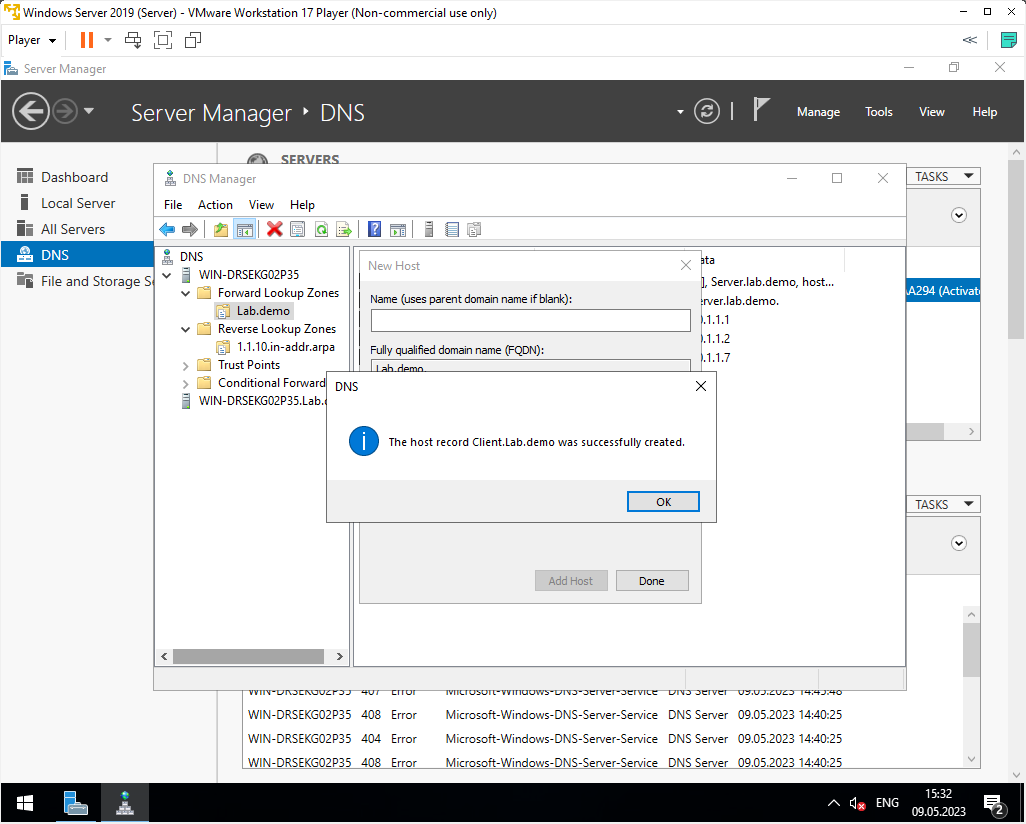 Windows Server 2019 (Server) - VMware Workstation 17 Player (Non-commercial use only)
Player
Server Manager
Server Manager DNS
Manage Tools View Help
Dashboard
Local Server
All Servers
DNS
File and Storage
SERVERS
TASKS
DNS Manager
File Action View Help
DNS
WIN-DRSEKG02P35
Forward Lookup Zones
Lab.demo
Reverse Lookup Zones
1.1.10.in-addr.arpa
Trust Points
Conditional Forward
WIN-DRSEKG02P35.Lab.
New Host
Name (uses parent domain name if blank):
Fully qualified domain name (FQDN):
Lab.demo.
ata
], Server.lab.demo, host...
erver.lab.demo.
.1.1.1
.1.1.2
.1.1.7
A294 (Activat
DNS
The host record Client.Lab.demo was successfully created.
OK
Add Host Done
TASKS
WIN-DRSEKG02P35 407 Error Microsoft-Windows-DNS-Server-Service DNS Server 09.05.2023 14:45:48
WIN-DRSEKG02P35 408 Error Microsoft-Windows-DNS-Server-Service DNS Server 09.05.2023 14:40:25
WIN-DRSEKG02P35 404 Error Microsoft-Windows-DNS-Server-Service DNS Server 09.05.2023 14:40:25
WIN-DRSEKG02P35 408 Error Microsoft-Windows-DNS-Server-Service DNS Server 09.05.2023 14:40:25
ENG
15:32
09.05.2023
2